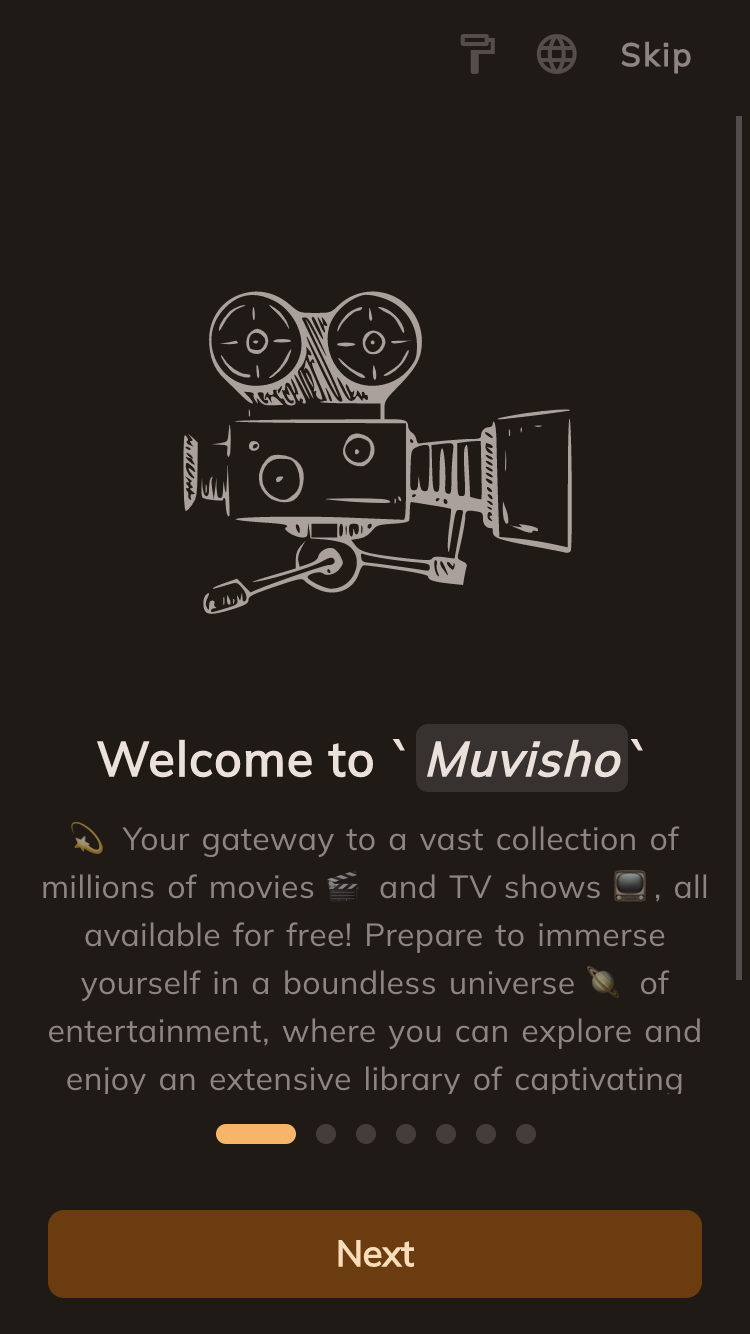 Skip
Welcome to `Muvisho`
💫 Your gateway to a vast collection of
millions of movies 🎬 and TV shows 📺, all
available for free! Prepare to immerse
yourself in a boundless universe 🪐 of
entertainment, where you can explore and
enjoy an extensive library of captivating
Next